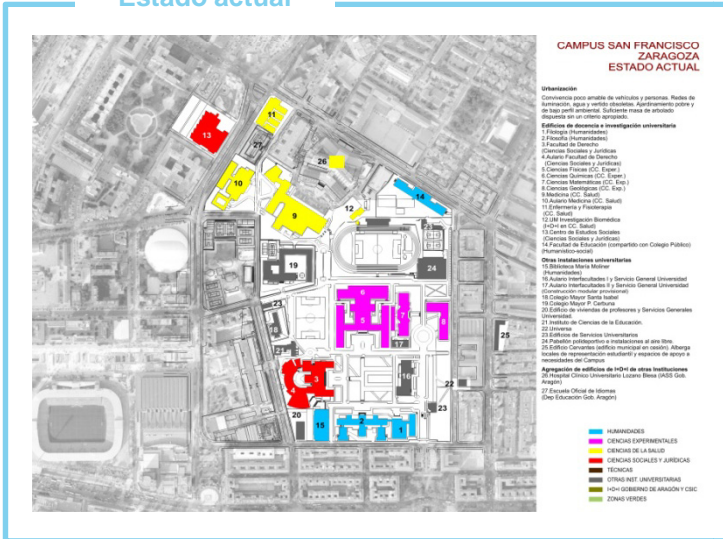 Estado actual
CAMPUS SAN FRANCISCO
ZARAGOZA
ESTADO ACTUAL
Urbanización
Convivencia poco amable de vehículos y personas. Redes de
iluminación, agua y vertido obsoletas. Ajardinamiento pobre y
de bajo perfil ambiental. Suficiente masa de arbolado
dispuesta sin un criterio apropiado.
Edificios de docencia e investigación universitaria
1.Filología (Humanidades)
2.Filosofía (Humanidades)
3.Facultad de Derecho
(Ciencias Sociales y Jurídicas
4.Aulario Facultad de Derecho
(Ciencias Sociales y Jurídicas)
5.Ciencias Físicas (CC. Exper.)
6.Ciencias Químicas (CC. Exper.)
7.Ciencias Matemáticas (CC. Exp.)
8.Ciencias Geológicas (CC. Exp.)
9.Medicina (CC. Salud)
10.Aulario Medicina (CC. Salud)
11.Enfermería y Fisioterapia
(CC. Salud)
12.UM Investigación Biomédica
(I+D+I en CC. Salud)
13.Centro de Estudios Sociales
(Ciencias Sociales y Jurídicas)
14.Facultad de Educación (compartido con Colegio Público)
(Humanístico-social)
Otras instalaciones universitarias
15.Biblioteca María Moliner
(Humanidades)
16.Aulario Interfacultades I y Servicio General Universidad
17.Aulario Interfacultades II y Servicio General Universidad
(Construcción modular provisional)
18.Colegio Mayor Santa Isabel
19.Colegio Mayor P. Cerbuna
20.Edificio de viviendas de profesores y Servicios Generales
Universidad.
21.Instituto de Ciencias de la Educación.
22.Universa
23.Edificios de Servicios Universitarios
24.Pabellón polideportivo e instalaciones al aire libre.
25.Edificio Cervantes (edificio municipal en cesión). Alberga
locales de representación estudiantil y espacios de apoyo a
necesidades del Campus
Agregación de edificios de I+D+I de otras Instituciones
26.Hospital Clínico Universitario Lozano Blesa (IASS Gob.
Aragón)
27.Escuela Oficial de Idiomas
(Dep Educación Gob. Aragón)
HUMANIDADES
CIENCIAS EXPERIMENTALES
CIENCIAS DE LA SALUD
CIENCIAS SOCIALES Y JURÍDICAS
TÉCNICAS
OTRAS INST. UNIVERSITARIAS
I+D+I GOBIERNO DE ARAGÓN Y CSIC
ZONAS VERDES
11
13
27
26
10
14
12
9
23
19
24
6
23
5
7
8
18
17
25
21
3
16
22
4
23
20
15
2
1